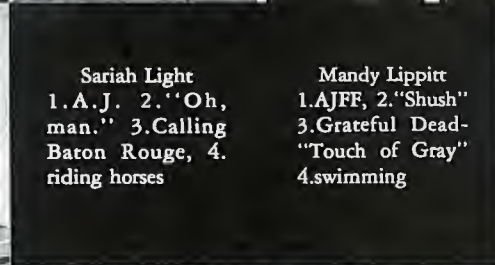 Sariah Light
1.A.J. 2."Oh,
man." 3.Calling
Baton Rouge, 4.
riding horses
Mandy Lippitt
1.AJFF, 2."Shush"
3.Grateful Dead-
"Touch of Gray"
4.swimming